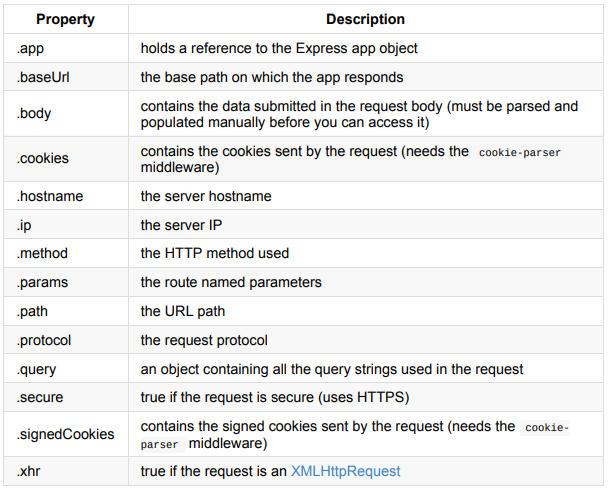 Property Description
.app holds a reference to the Express app object
.baseUrl the base path on which the app responds
.body contains the data submitted in the request body (must be parsed and
populated manually before you can access it)
.cookies contains the cookies sent by the request (needs the cookie-parser
middleware)
.hostname the server hostname
.ip the server IP
.method the HTTP method used
.params the route named parameters
.path the URL path
.protocol the request protocol
.query an object containing all the query strings used in the request
.secure true if the request is secure (uses HTTPS)
.signedCookies contains the signed cookies sent by the request (needs the cookie-
parser middleware)
.xhr true if the request is an XMLHttpRequest